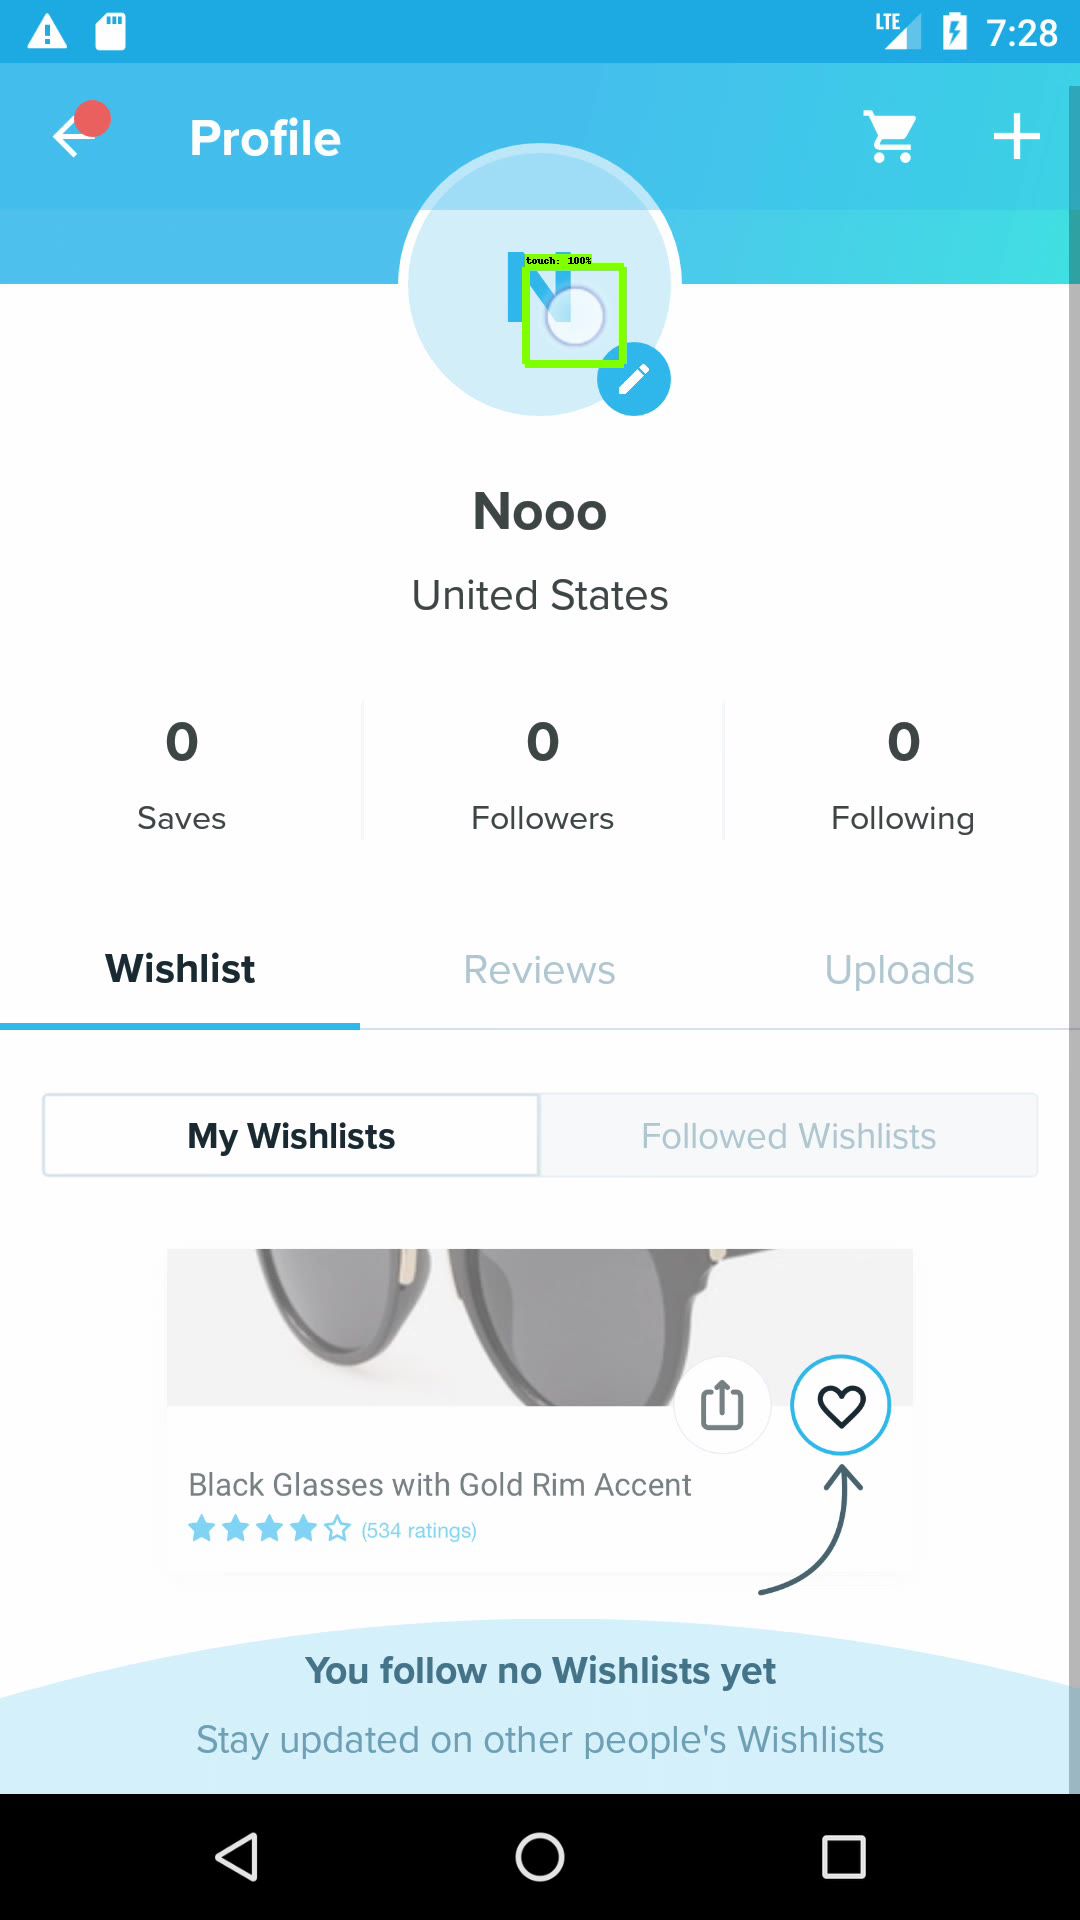 LTE 7:28
Profile
N
touch: 100%
Nooo
United States
0 0 0
Saves Followers Following
Wishlist Reviews Uploads
My Wishlists Followed Wishlists
Black Glasses with Gold Rim Accent
(534 ratings)
You follow no Wishlists yet
Stay updated on other people's Wishlists